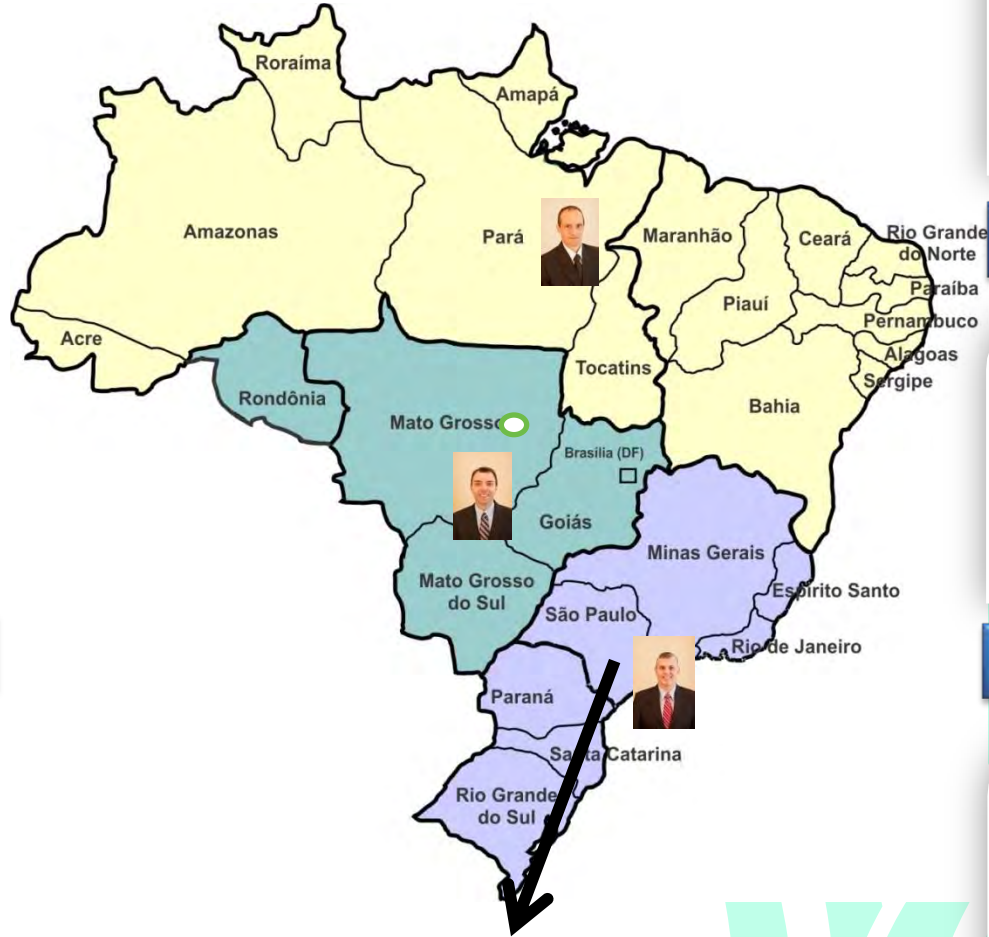 Roraíma
Amapá
Amazonas
Pará
Maranhão
Ceará
Rio Grande
do Norte
Paraíba
Piauí
Pernambuco
Acre
Alagoas
Tocatins
Sergipe
Rondônia
Bahia
Mato Grosso
Brasília (DF)
Goiás
Minas Gerais
Mato Grosso
do Sul
Espírito Santo
São Paulo
Rio de Janeiro
Paraná
Santa Catarina
Rio Grande
do Sul